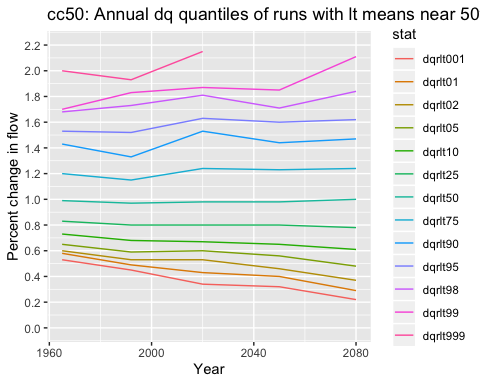 cc50: Annual dq quantiles of runs with lt means near 50
Percent change in flow
2.2
2.0
1.8
1.6
1.4
1.2
1.0
0.8
0.6
0.4
0.2
0.0
1960
2000
2040
2080
Year
stat
dqrlt001
dqrlt01
dqrlt02
dqrlt05
dqrlt10
dqrlt25
dqrlt50
dqrlt75
dqrlt90
dqrlt95
dqrlt98
dqrlt99
dqrlt999